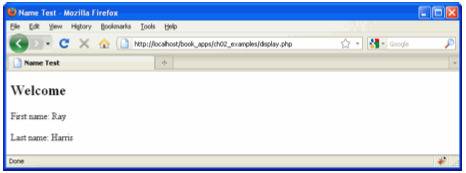 Name Test - Mozilla Firefox
File Edit View History Bookmarks Tools Help
http://localhost/book_apps/ch02_examples/display.php
Google
Name Test
Welcome
First name: Ray
Last name: Harris
Done